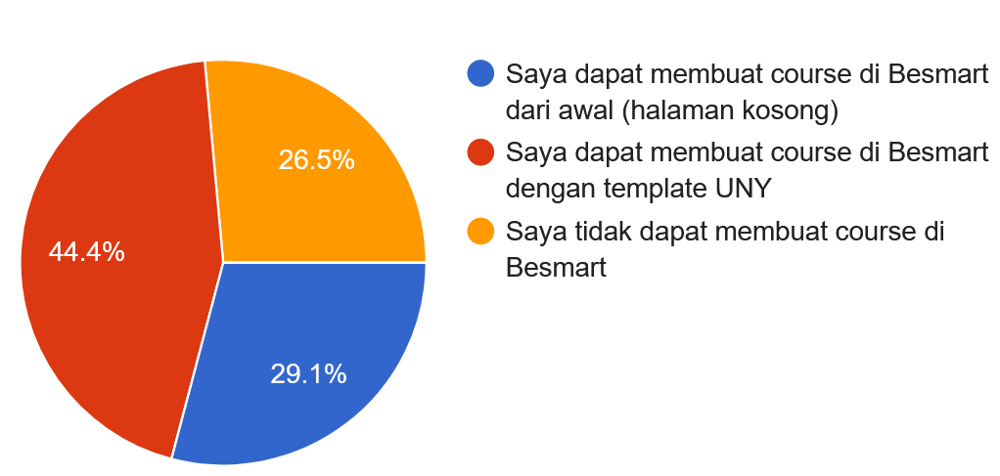 Saya dapat membuat course di Besmart
dari awal (halaman kosong)
Saya dapat membuat course di Besmart
dengan template UNY
Saya tidak dapat membuat course di
Besmart
26.5%
44.4%
29.1%